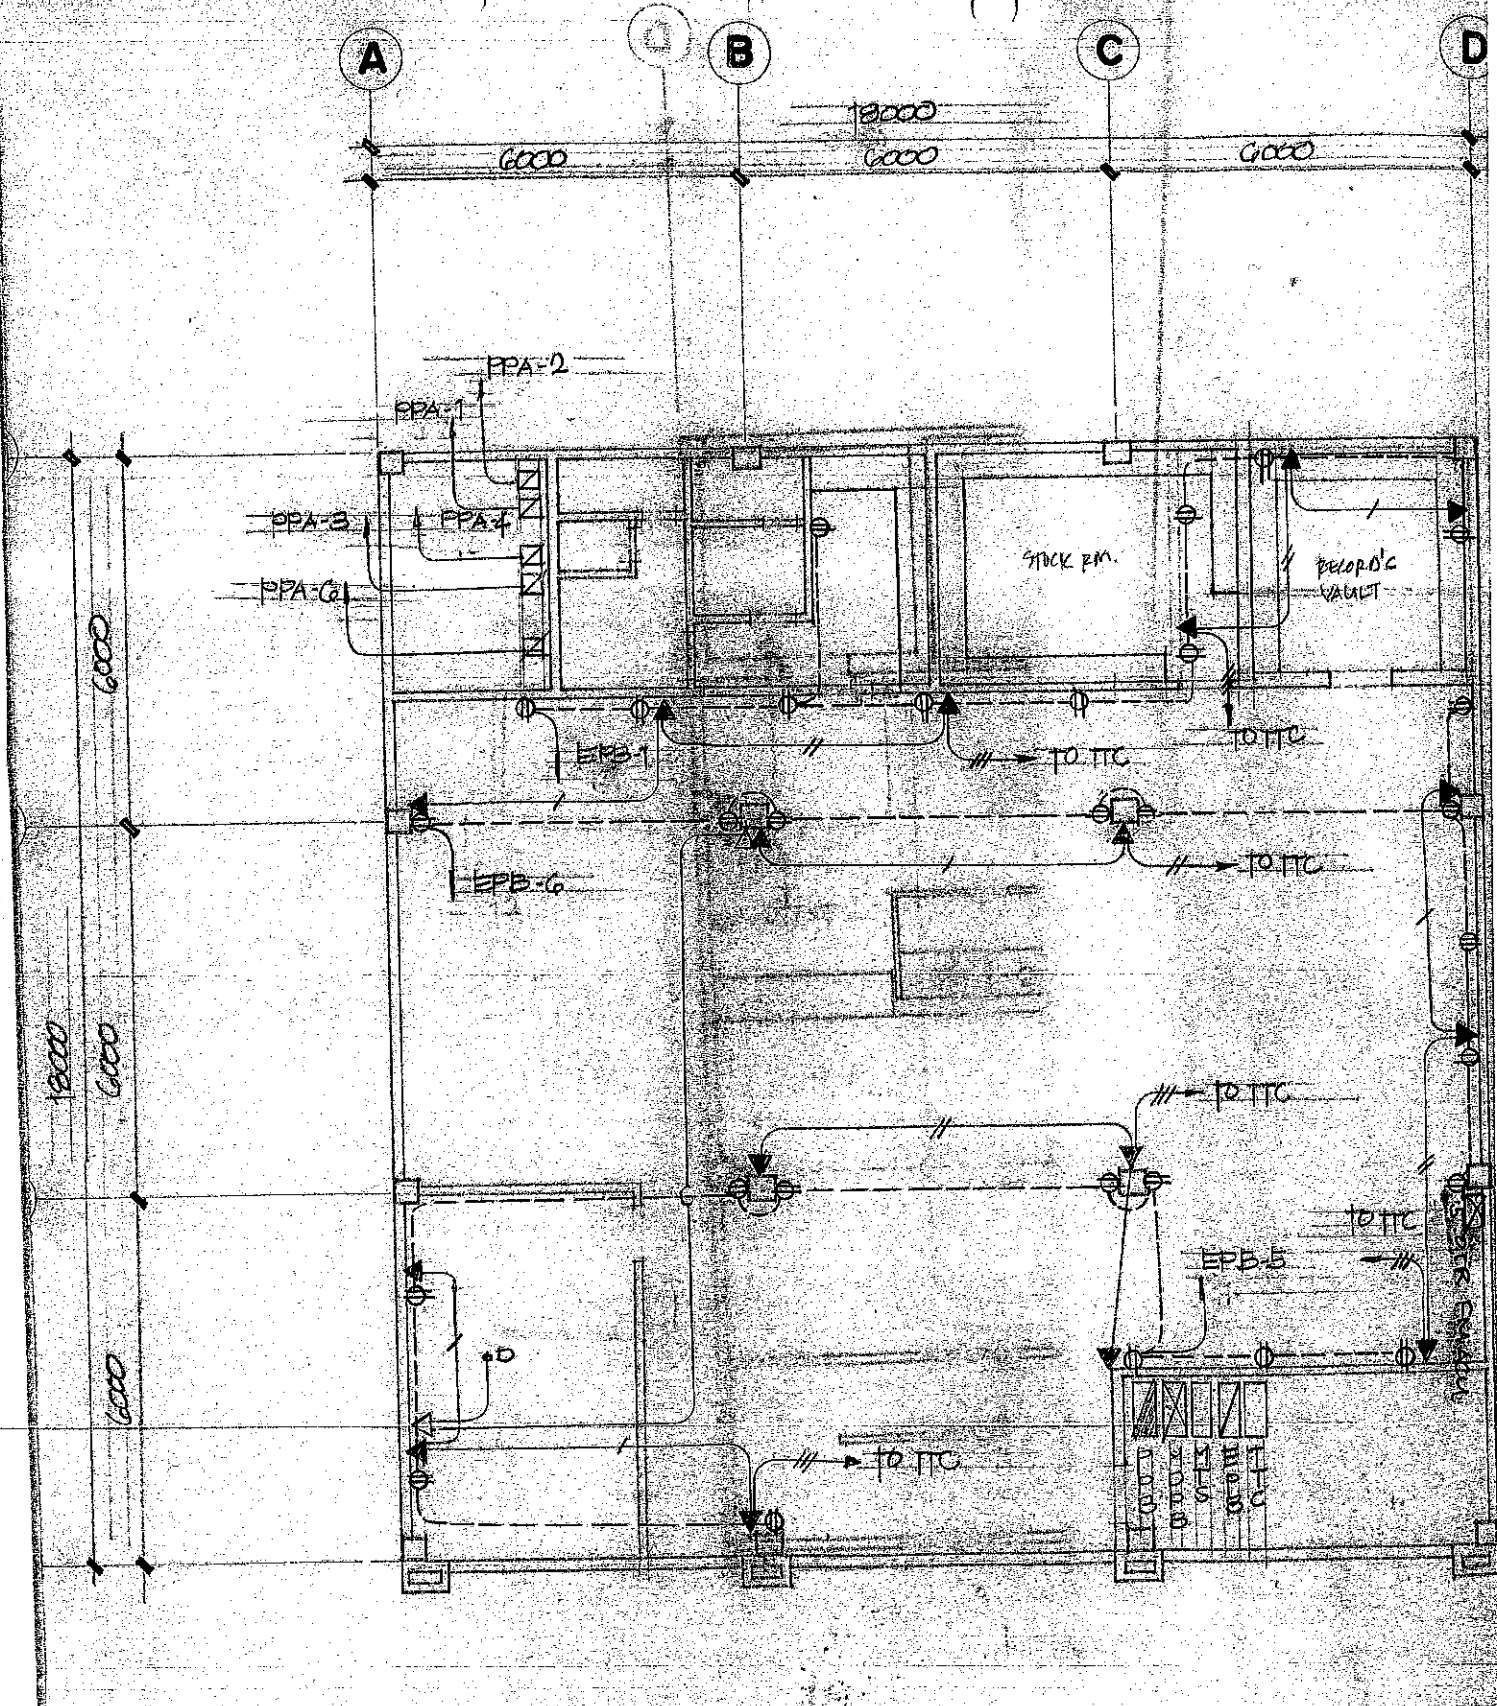 A
B
C
D
18000
6000
6000
6000
PPA-2
PPA-1
PPA-3
PPA-4
PPA-6
STOCK RM.
RECORD'S
VAULT
6000
EPB-1
TO TTC
TO TTC
TO TTC
EPB-6
18000
6000
TO TTC
TO TTC
EPB-5
D
6000
TO TTC
MDPB
MTS
EPB
TTC